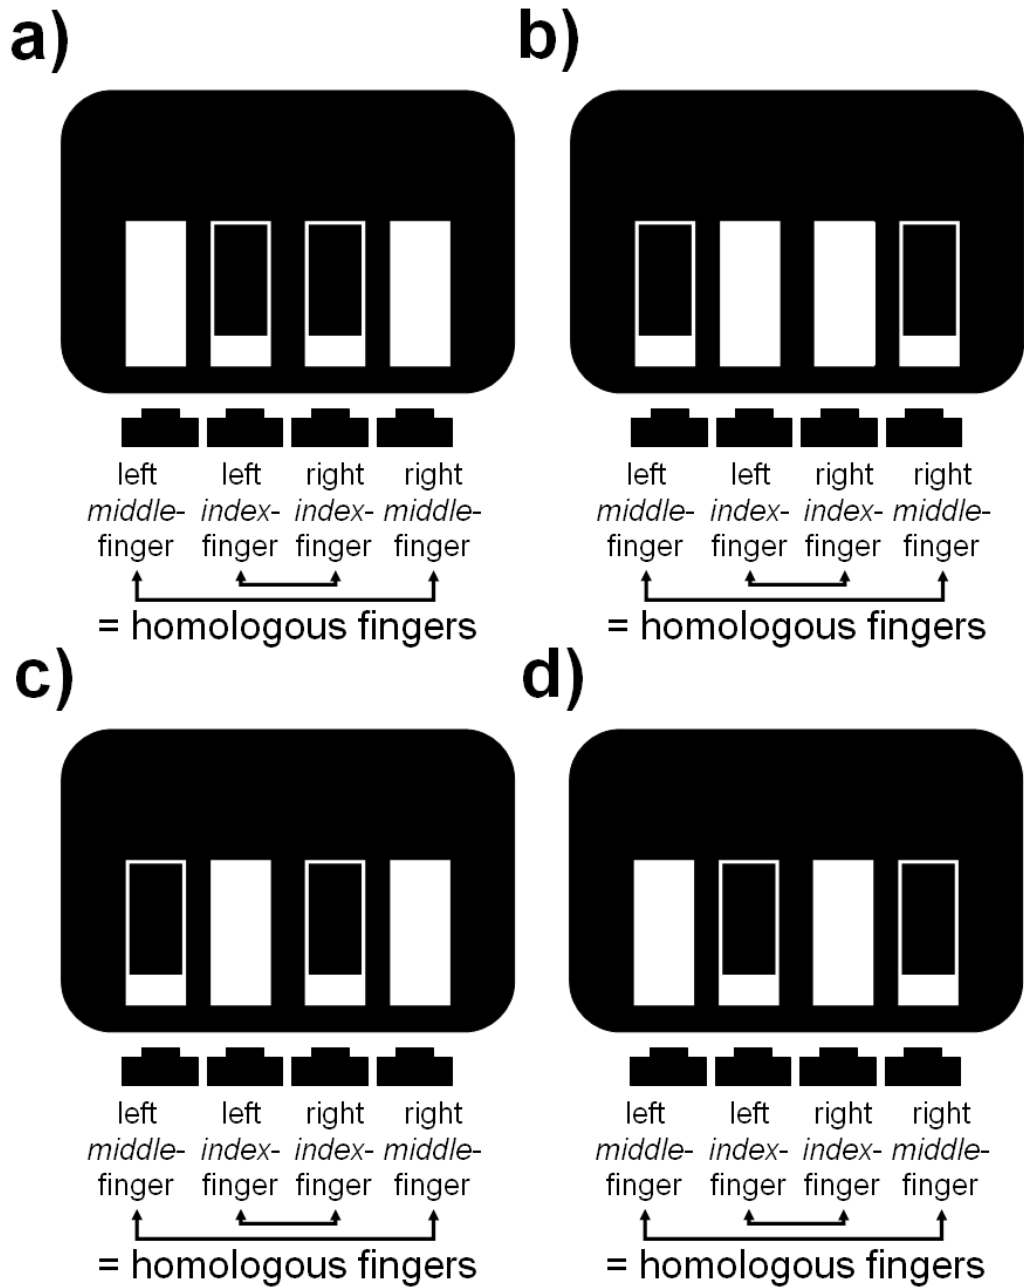 a)
b)
left left right right
middle- index- index- middle-
finger finger finger finger
= homologous fingers
left left right right
middle- index- index- middle-
finger finger finger finger
= homologous fingers
c)
d)
left left right right
middle- index- index- middle-
finger finger finger finger
= homologous fingers
left left right right
middle- index- index- middle-
finger finger finger finger
= homologous fingers